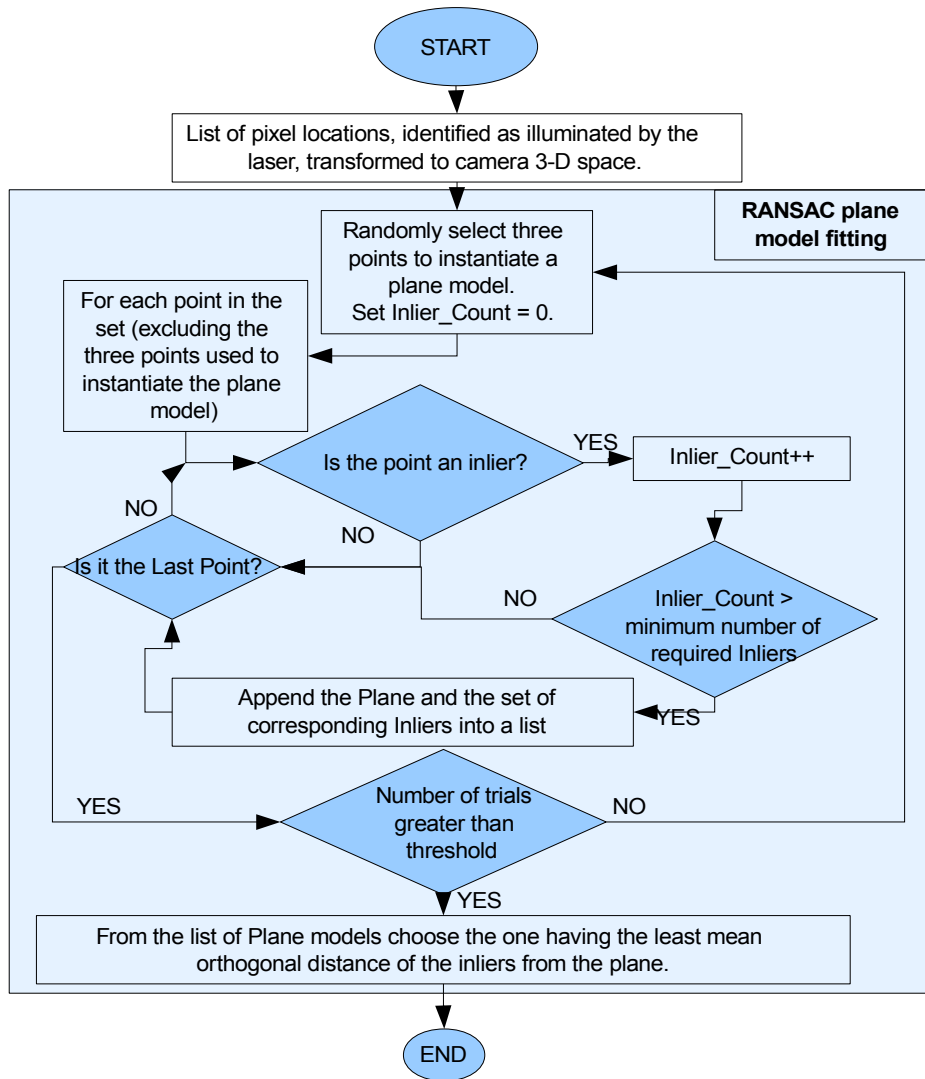 START
List of pixel locations, identified as illuminated by the
laser, transformed to camera 3-D space.
RANSAC plane
model fitting
Randomly select three
points to instantiate a
plane model.
Set Inlier_Count = 0.
For each point in the
set (excluding the
three points used to
instantiate the plane
model)
Is the point an inlier?
YES
Inlier_Count++
NO
NO
Is it the Last Point?
NO
Inlier_Count >
minimum number of
required Inliers
YES
Append the Plane and the set of
corresponding Inliers into a list
YES
Number of trials
greater than
threshold
NO
YES
From the list of Plane models choose the one having the least mean
orthogonal distance of the inliers from the plane.
END